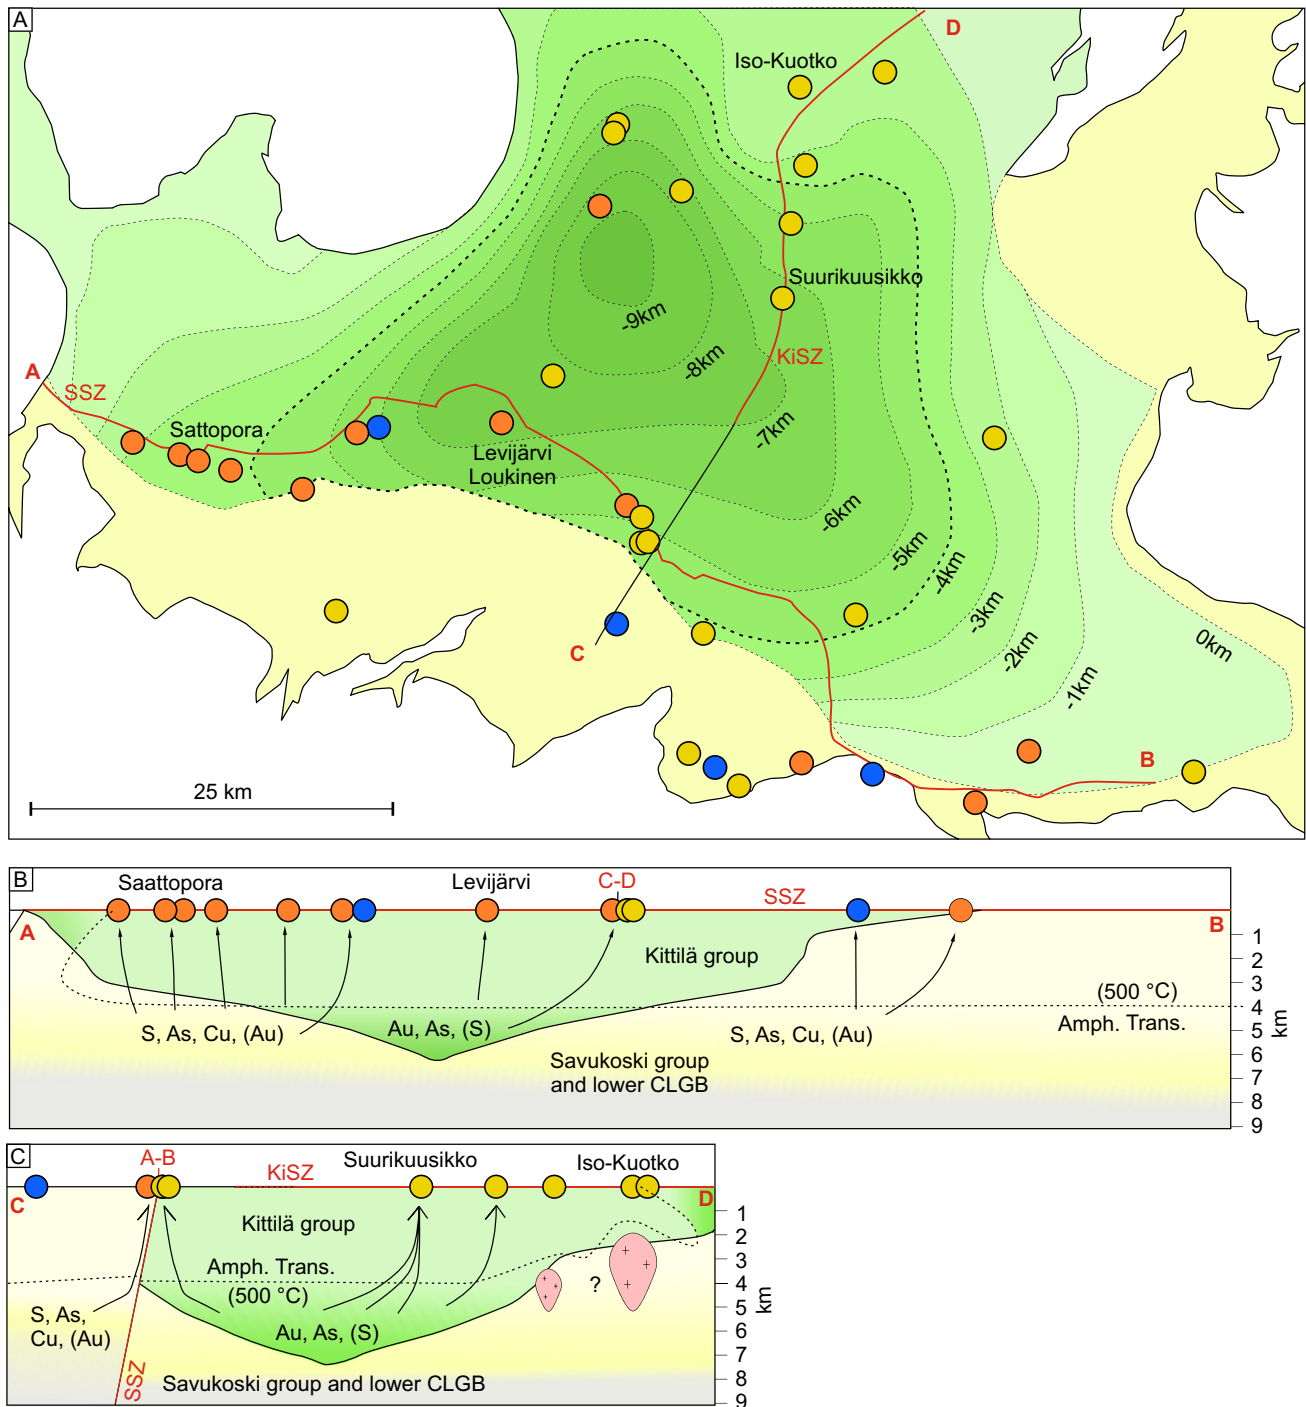 A
D
Iso-Kuotko
Suurikuusikko
-9km
-8km
KiSZ
A
SSZ
Sattopora
-7km
Levijärvi
Loukinen
-6km
-5km
-4km
-3km
-2km
-1km
0km
C
B
25 km
B
Saattopora
Levijärvi
C-D
SSZ
A
B
Kittilä group
1
2
3
4
5
6
7
8
9
km
(500 °C)
Amph. Trans.
S, As, Cu, (Au)
Au, As, (S)
S, As, Cu, (Au)
Savukoski group
and lower CLGB
C
A-B
KiSZ
Suurikuusikko
Iso-Kuotko
C
D
Kittilä group
1
2
3
4
5
6
7
8
9
km
Amph. Trans.
(500 °C)
?
S, As,
Cu, (Au)
Au, As, (S)
SSZ
Savukoski group and lower CLGB